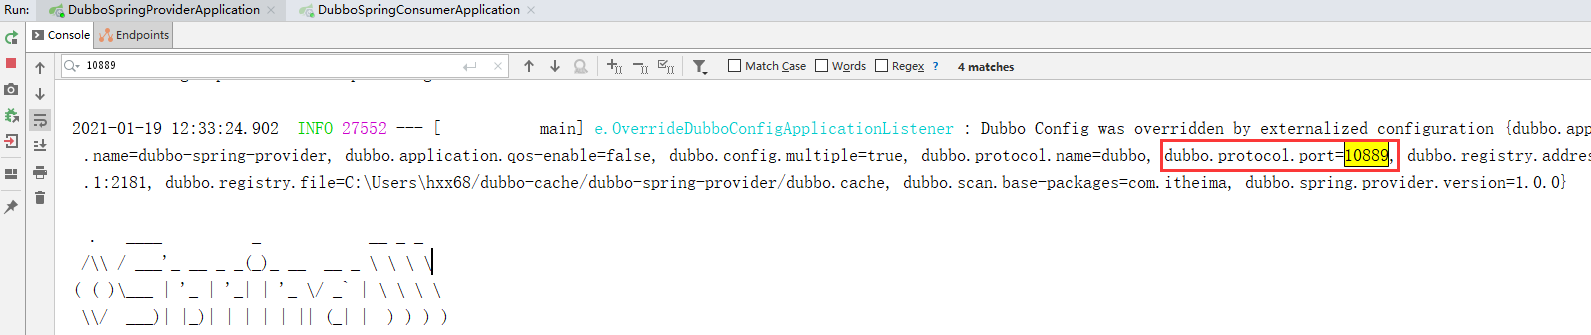 Run: DubboSpringProviderApplication × DubboSpringConsumerApplication ×
Console Endpoints
10889 Match Case Words Regex ? 4 matches
2021-01-19 12:33:24.902  INFO 27552 --- [           main] e.OverrideDubboConfigApplicationListener : Dubbo Config was overridden by externalized configuration {dubbo.app
.name=dubbo-spring-provider, dubbo.application.qos-enable=false, dubbo.config.multiple=true, dubbo.protocol.name=dubbo, dubbo.protocol.port=10889, dubbo.registry.addre
.1:2181, dubbo.registry.file=C:\Users\hxx68/dubbo-cache/dubbo-spring-provider/dubbo.cache, dubbo.scan.base-packages=com.itheima, dubbo.spring.provider.version=1.0.0}
  .   ____          _            __ _ _
 /\\ / ___'_ __ _ _(_)_ __  __ _ \ \ \ \
( ( )\___ | '_ | '_| | '_ \/ _` | \ \ \ \
 \\/  ___)| |_)| | | | | || (_| |  ) ) ) )